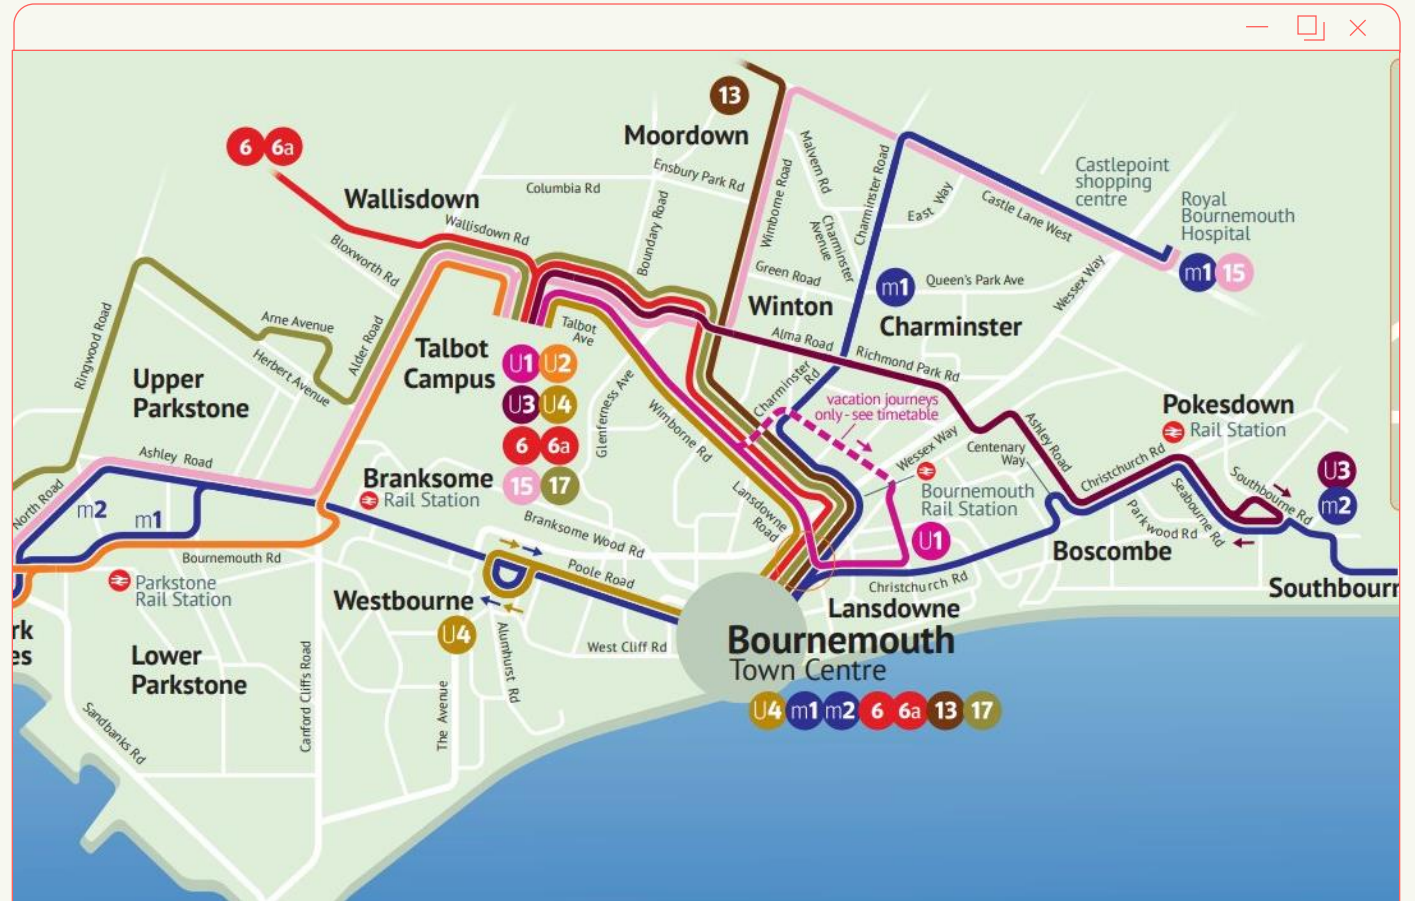 13
Moordown
6 6a
Wallisdown
Columbia Rd
Ensbury Park Rd
Malvern Rd
Charminster Road
Castlepoint
shopping
centre
Royal
Bournemouth
Hospital
m1 15
East Way
Castle Lane West
Wallisdown Rd
Bloxworth Rd
Boundary Road
Wimborne Road
Charminster
Avenue
Green Road
Queen's Park Ave
Wessex Way
m1
Charminster
Winton
Ringwood Road
Arne Avenue
Herbert Avenue
Alder Road
Talbot
Campus
U1 U2
U3 U4
6 6a
15 17
Talbot
Ave
Alma Road
Richmond Park Rd
Upper
Parkstone
Glenferness Ave
Wimborne Rd
Charminster
Rd
vacation journeys
only - see timetable
Wessex Way
Centenary
Way
Ashley Road
Pokesdown
Rail Station
Christchurch Rd
Ashley Road
North Road
m2
m1
Branksome
Rail Station
Lansdowne
Road
Bournemouth
Rail Station
Seabourne Rd
Southbourne Rd
Parkwood Rd
U3
m2
Branksome Wood Rd
Bournemouth Rd
Poole Road
U1
Boscombe
Parkstone
Rail Station
Christchurch Rd
Southbourn
Westbourne
U4
Lansdowne
rk
es
Lower
Parkstone
Canford Cliffs Road
The Avenue
Alumhurst Rd
West Cliff Rd
Bournemouth
Town Centre
U4 m1 m2 6 6a 13 17
Sandbanks Rd